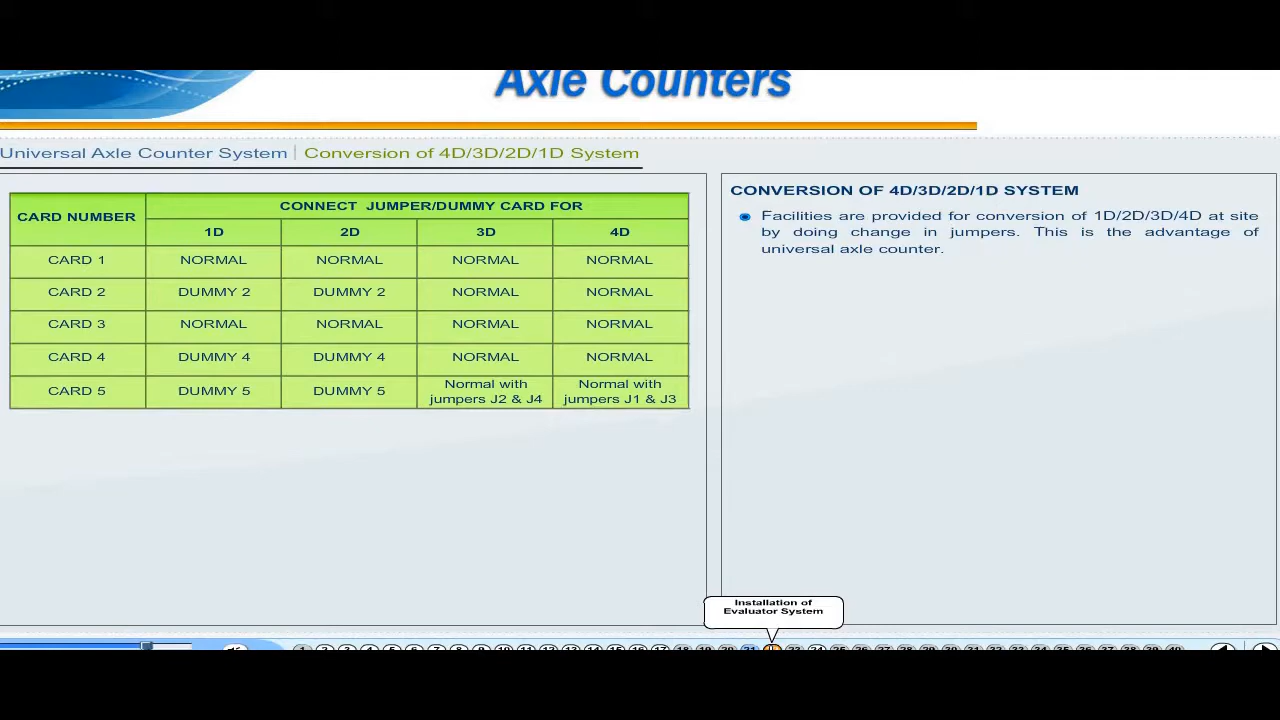 Axle Counters
Universal Axle Counter System | Conversion of 4D/3D/2D/1D System
CARD NUMBER
CONNECT JUMPER/DUMMY CARD FOR
1D 2D 3D 4D
CARD 1 NORMAL NORMAL NORMAL NORMAL
CARD 2 DUMMY 2 DUMMY 2 NORMAL NORMAL
CARD 3 NORMAL NORMAL NORMAL NORMAL
CARD 4 DUMMY 4 DUMMY 4 NORMAL NORMAL
CARD 5 DUMMY 5 DUMMY 5 Normal with jumpers J2 & J4 Normal with jumpers J1 & J3
CONVERSION OF 4D/3D/2D/1D SYSTEM
Facilities are provided for conversion of 1D/2D/3D/4D at site
by doing change in jumpers. This is the advantage of
universal axle counter.
Installation of
Evaluator System